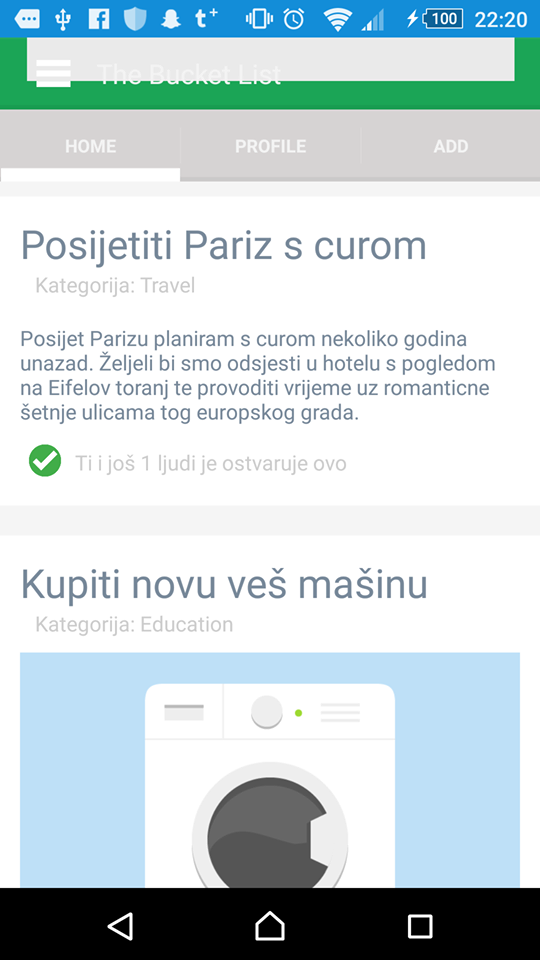 100 22:20
The Bucket List
HOME PROFILE ADD
Posijetiti Pariz s curom
Kategorija: Travel
Posijet Parizu planiram s curom nekoliko godina
unazad. Željeli bi smo odsjesti u hotelu s pogledom
na Eifelov toranj te provoditi vrijeme uz romanticne
šetnje ulicama tog europskog grada.
Ti i još 1 ljudi je ostvaruje ovo
Kupiti novu veš mašinu
Kategorija: Education